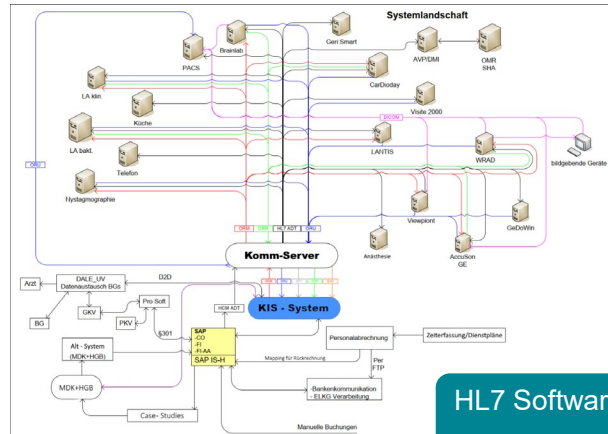 Systemlandschaft
Gen Smart
Brainlab
PACS
AVP/DMI
OMR
SHA
CarDioday
LA klin.
Küche
Visite 2000
DICOM
LA bakt.
Telefon
LANTIS
WRAD
bildgebende Geräte
ORU
Nystagmographie
Viewpiont
GeDoWin
ORM
HL7 ADT
ORU
Anästhesie
AccuSon
GE
Komm-Server
Arzt
DALE_UV
Datenaustausch BGs
D2D
KIS - System
GKV
Pro Soft
HCM ADT
BG
PKV
§301
SAP
-CO
-FI
-FI-AA
SAP IS-H
Personalabrechnung
Zeiterfassung/Dienstpläne
Alt - System
(MDK+HGB)
Mapping für Rückrechnung
Per
FTP
MDK+HGB
-Bankenkommunikation
- ELKG Verarbeitung
Case- Studies
Manuelle Buchungen
HL7 Softwar